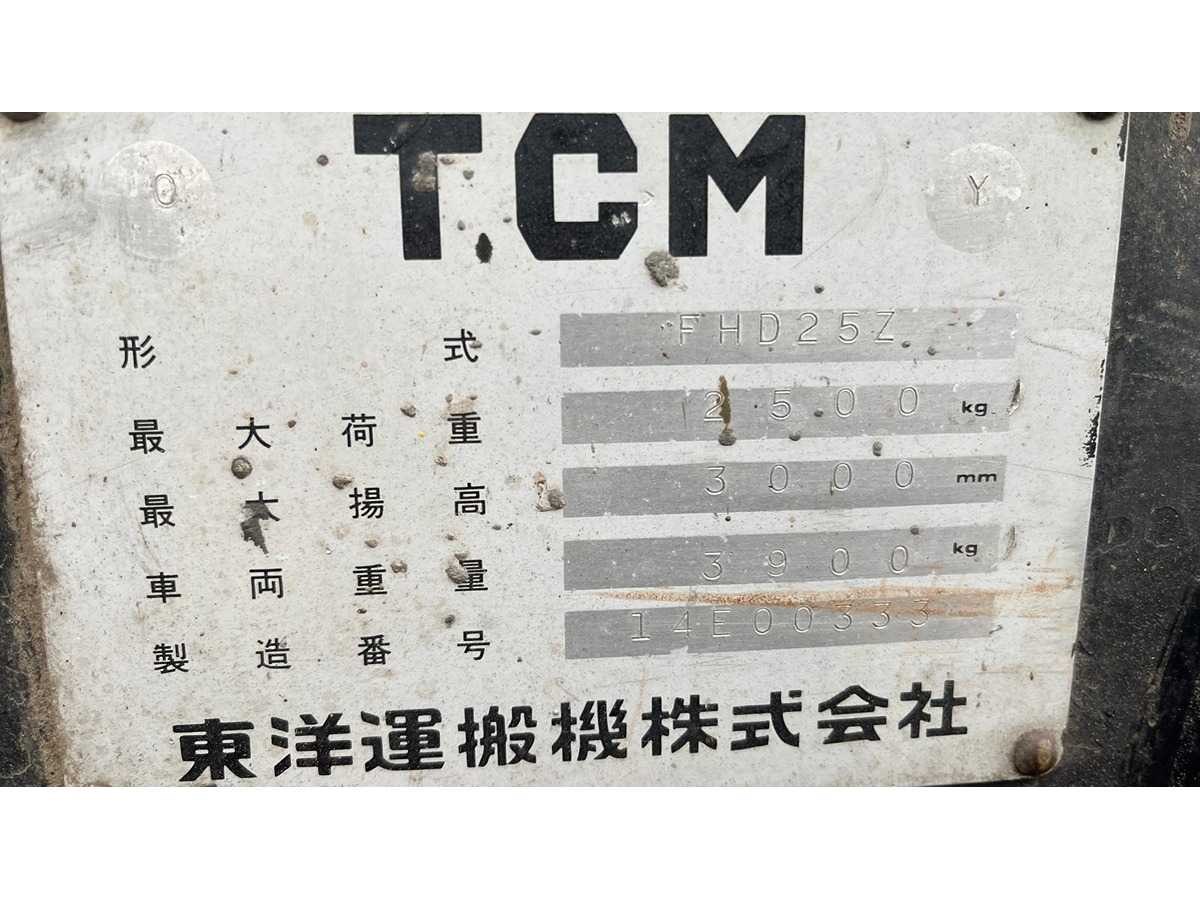 TCM
O Y
形式 FHD25Z
最大荷重 2500 kg
最大揚高 3000 mm
車両重量 3900 kg
製造番号 14E00333
東洋運搬機株式会社